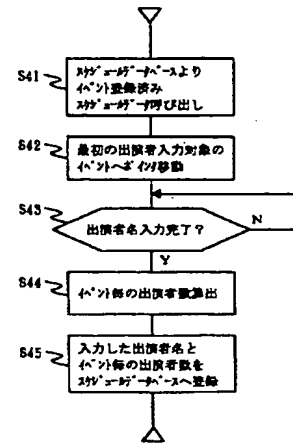 S41
ｽｹｼﾞｭｰﾙﾃﾞｰﾀﾍﾞｰｽより
ｲﾍﾞﾝﾄ登録済み
ｽｹｼﾞｭｰﾙﾃﾞｰﾀ呼び出し
S42
最初の出演者入力対象の
ｲﾍﾞﾝﾄへﾎﾟｲﾝﾀ移動
S43
出演者名入力完了?
N
Y
S44
ｲﾍﾞﾝﾄ毎の出演者数算出
S45
入力した出演者名と
ｲﾍﾞﾝﾄ毎の出演者数を
ｽｹｼﾞｭｰﾙﾃﾞｰﾀﾍﾞｰｽへ登録